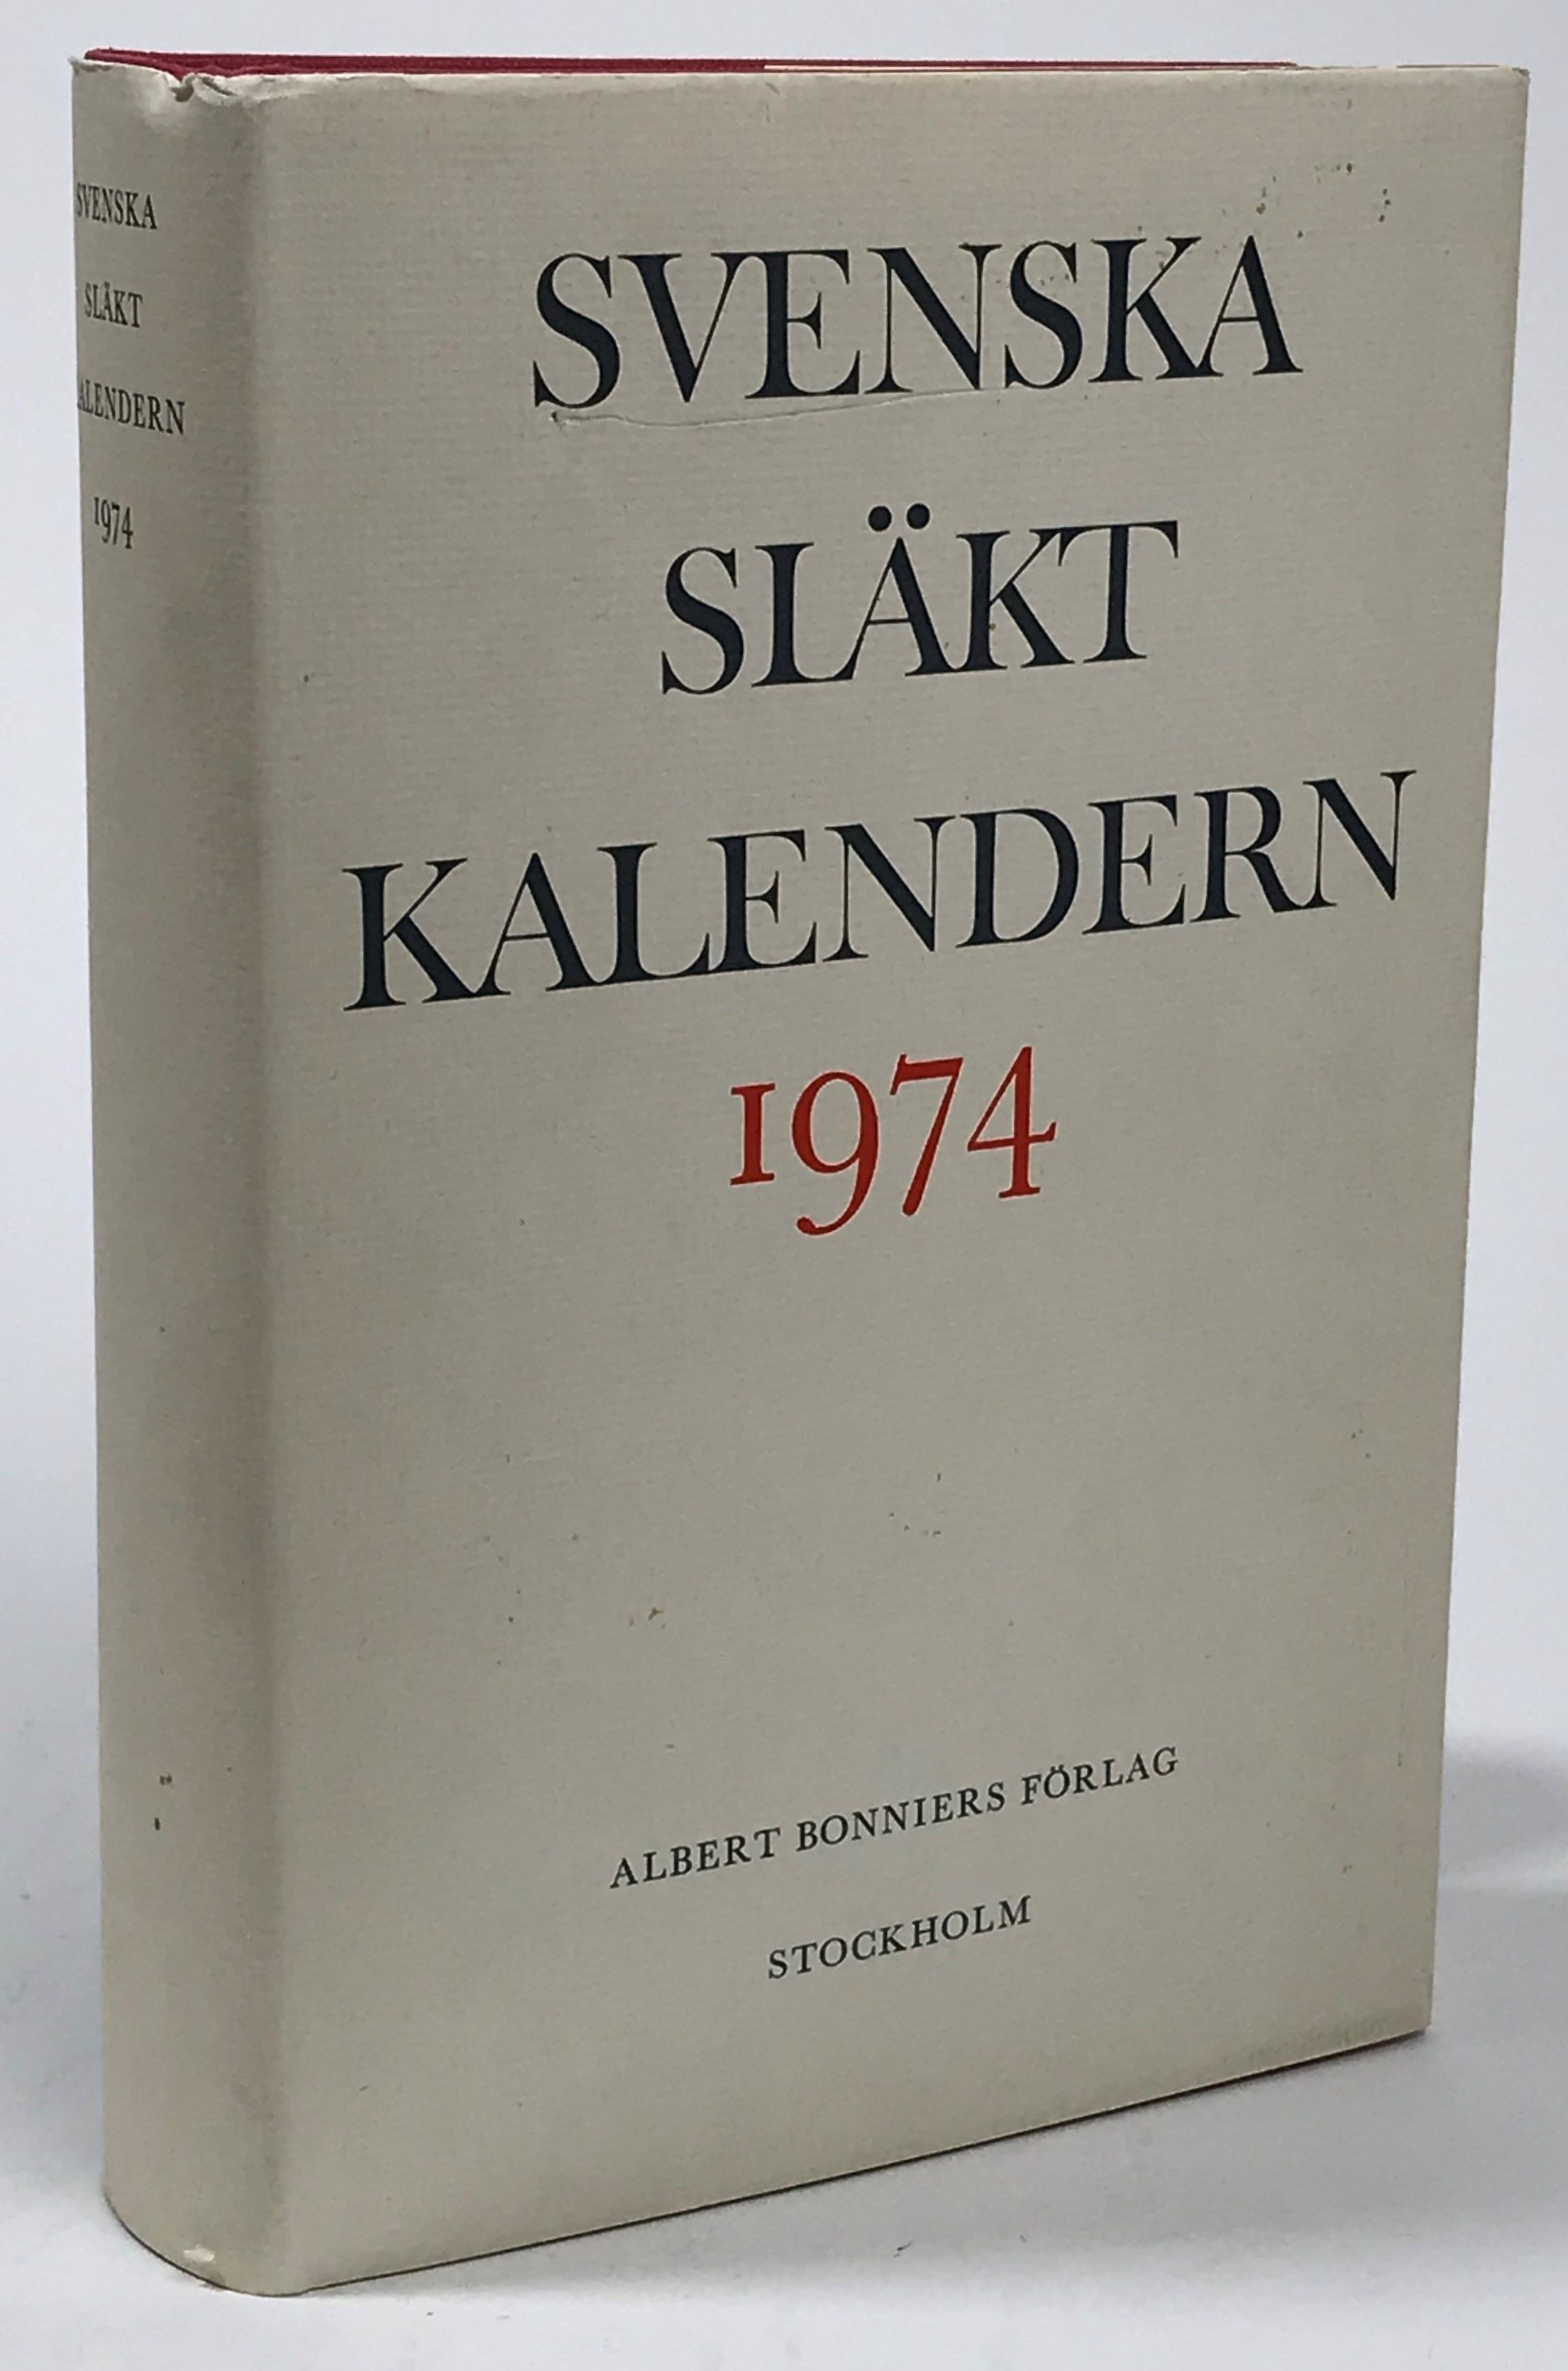 SVENSKA
SLÄKT
KALENDERN
1974
SVENSKA
SLÄKT
KALENDERN
1974
ALBERT BONNIERS FÖRLAG
STOCKHOLM